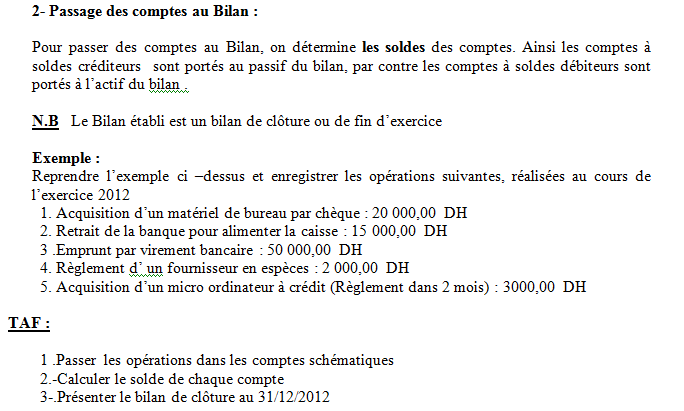 2- Passage des comptes au Bilan :
Pour passer des comptes au Bilan, on détermine les soldes des comptes. Ainsi les comptes à
soldes créditeurs sont portés au passif du bilan, par contre les comptes à soldes débiteurs sont
portés à l'actif du bilan .
N.B Le Bilan établi est un bilan de clôture ou de fin d'exercice
Exemple :
Reprendre l'exemple ci –dessus et enregistrer les opérations suivantes, réalisées au cours de
l'exercice 2012
1. Acquisition d'un matériel de bureau par chèque : 20 000,00 DH
2. Retrait de la banque pour alimenter la caisse : 15 000,00 DH
3 .Emprunt par virement bancaire : 50 000,00 DH
4. Règlement d' un fournisseur en espèces : 2 000,00 DH
5. Acquisition d'un micro ordinateur à crédit (Règlement dans 2 mois) : 3000,00 DH
TAF :
1 .Passer les opérations dans les comptes schématiques
2.-Calculer le solde de chaque compte
3-.Présenter le bilan de clôture au 31/12/2012